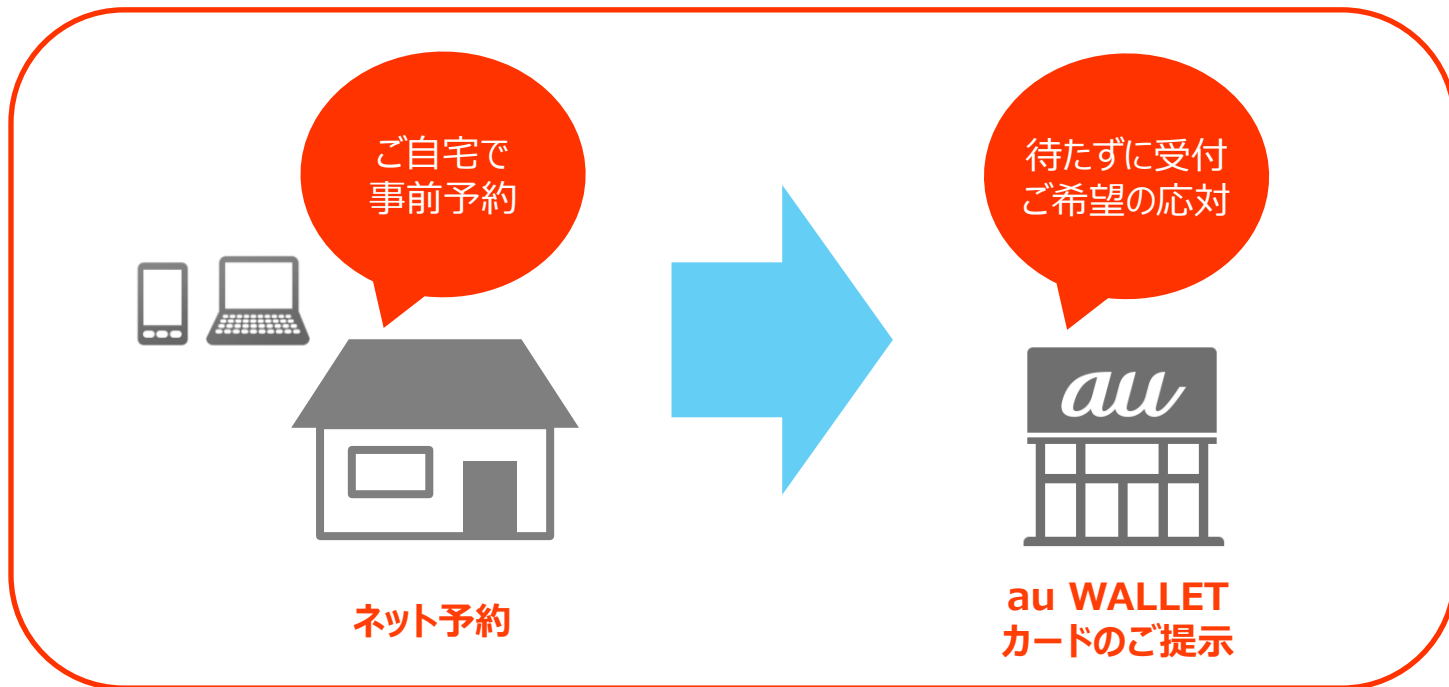 ご自宅で
事前予約
待たずに受付
ご希望の応対
au
ネット予約
au WALLET
カードのご提示